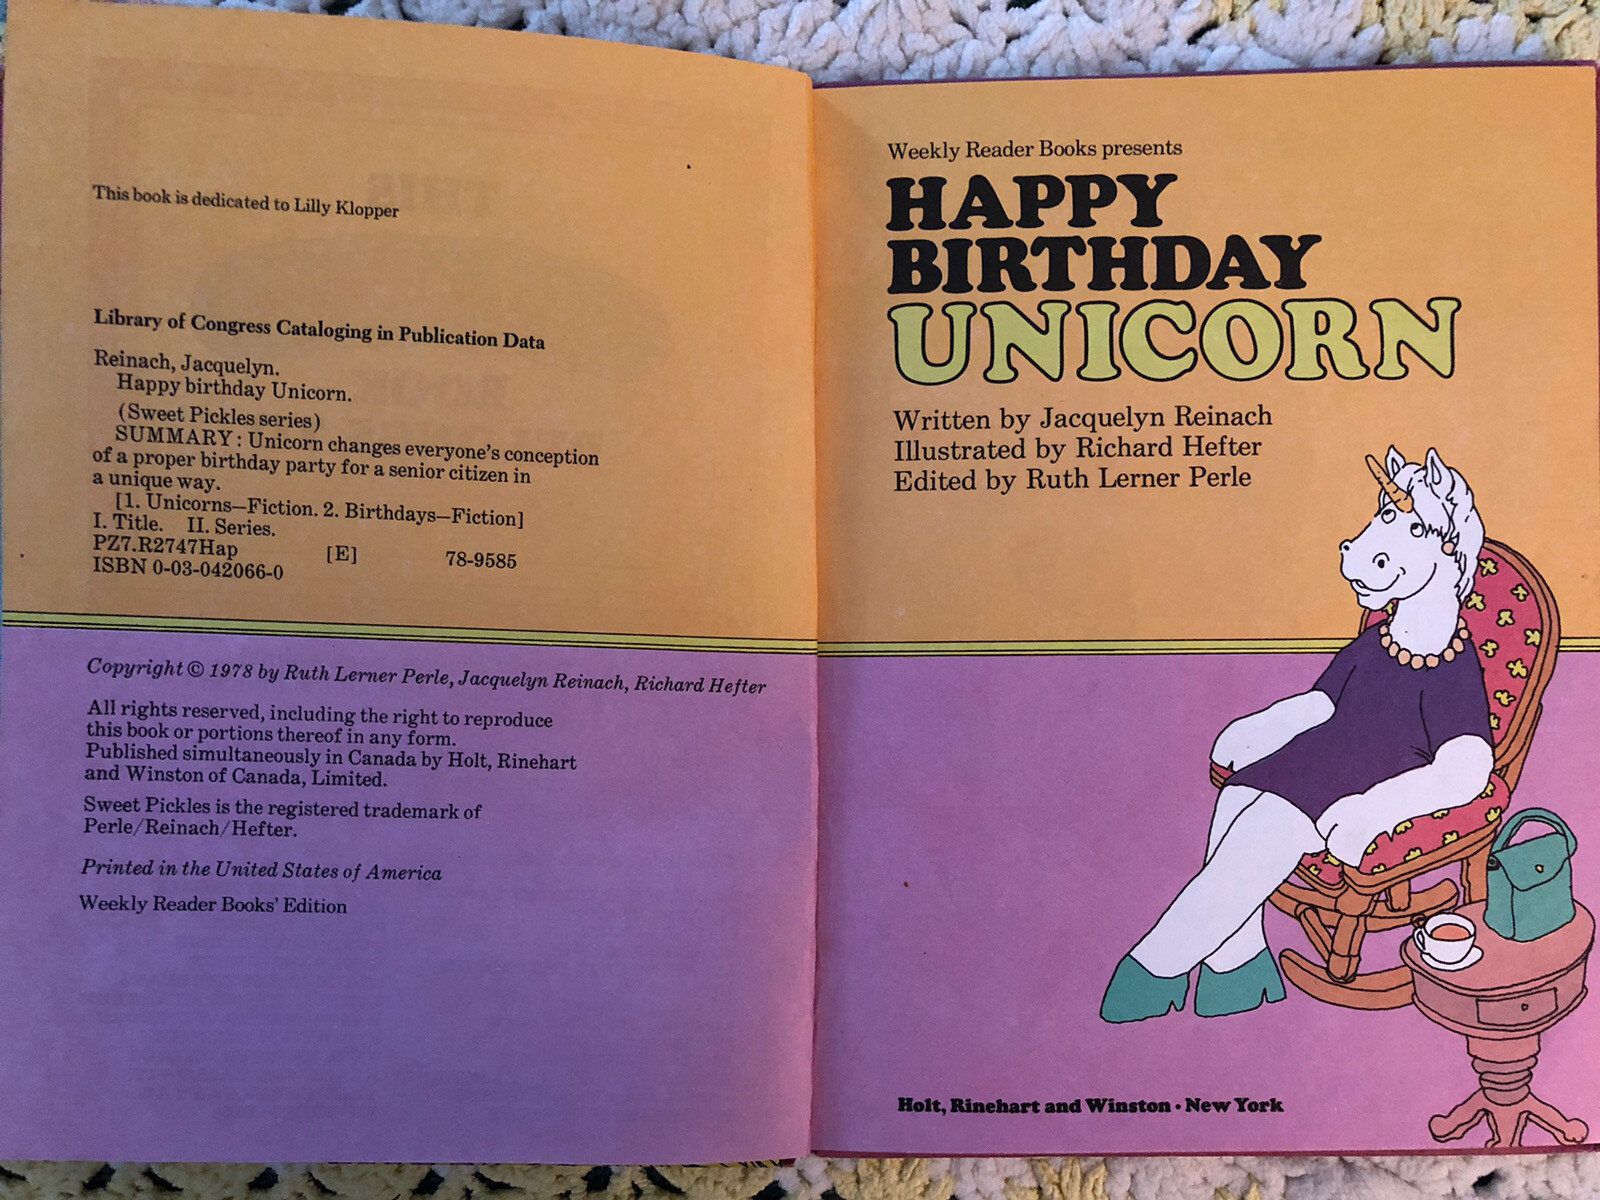 This book is dedicated to Lilly Klopper
Library of Congress Cataloging in Publication Data
Reinach, Jacquelyn.
Happy birthday Unicorn.
(Sweet Pickles series)
SUMMARY: Unicorn changes everyone's conception
of a proper birthday party for a senior citizen in
a unique way.
[1. Unicorns—Fiction. 2. Birthdays—Fiction]
I. Title. II. Series.
PZ7.R2747Hap [E] 78-9585
ISBN 0-03-042066-0
Copyright © 1978 by Ruth Lerner Perle, Jacquelyn Reinach, Richard Hefter
All rights reserved, including the right to reproduce
this book or portions thereof in any form.
Published simultaneously in Canada by Holt, Rinehart
and Winston of Canada, Limited.
Sweet Pickles is the registered trademark of
Perle/Reinach/Hefter.
Printed in the United States of America
Weekly Reader Books' Edition
Weekly Reader Books presents
HAPPY
BIRTHDAY
UNICORN
Written by Jacquelyn Reinach
Illustrated by Richard Hefter
Edited by Ruth Lerner Perle
Holt, Rinehart and Winston • New York